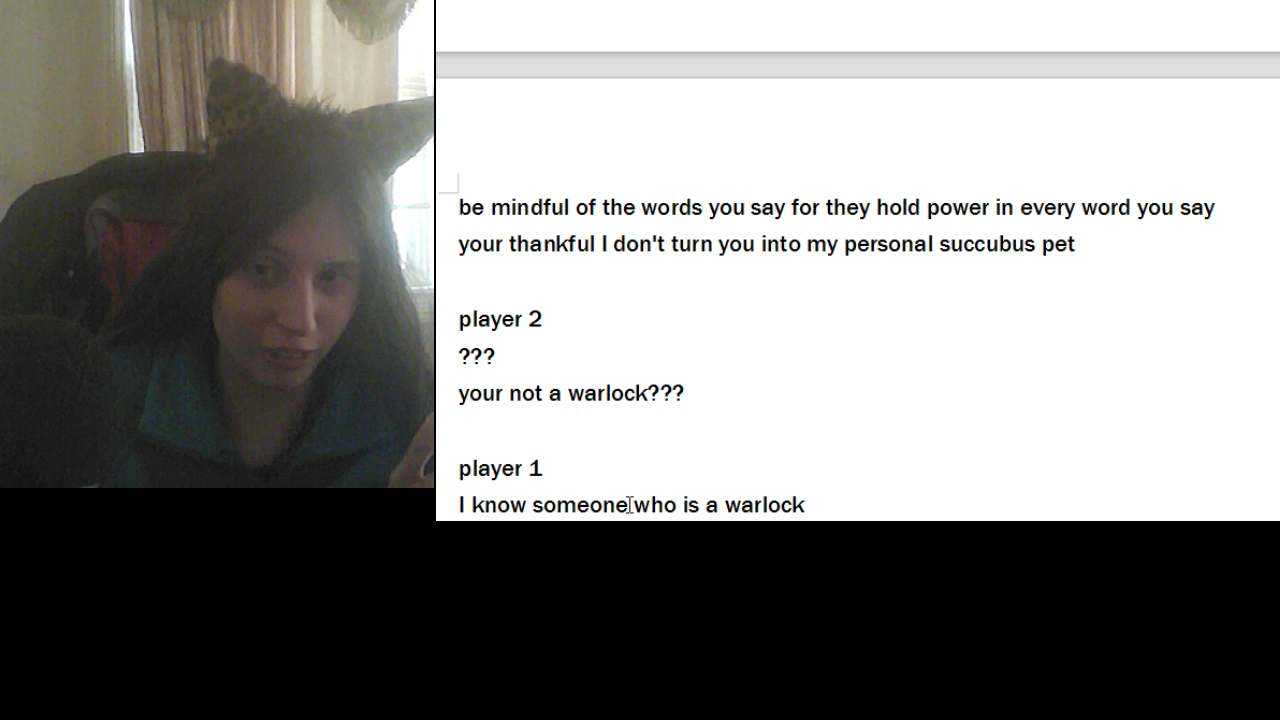 be mindful of the words you say for they hold power in every word you say
your thankful I don't turn you into my personal succubus pet
player 2
???
your not a warlock???
player 1
I know someone who is a warlock